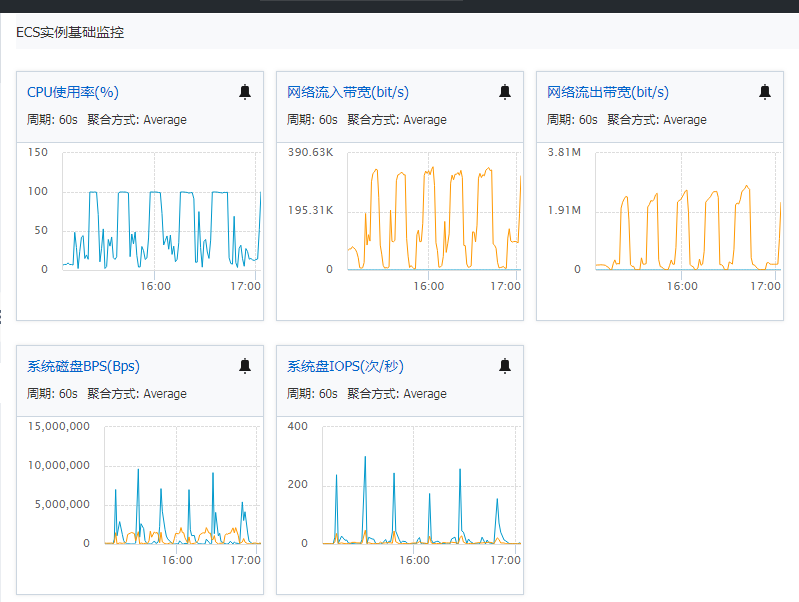 ECS实例基础监控
CPU使用率(%)
周期: 60s 聚合方式: Average
150
100
50
0
16:00 17:00
网络流入带宽(bit/s)
周期: 60s 聚合方式: Average
390.63K
195.31K
0
16:00 17:00
网络流出带宽(bit/s)
周期: 60s 聚合方式: Average
3.81M
1.91M
0
16:00 17:00
系统磁盘BPS(Bps)
周期: 60s 聚合方式: Average
15,000,000
10,000,000
5,000,000
0
16:00 17:00
系统盘IOPS(次/秒)
周期: 60s 聚合方式: Average
400
200
0
16:00 17:00